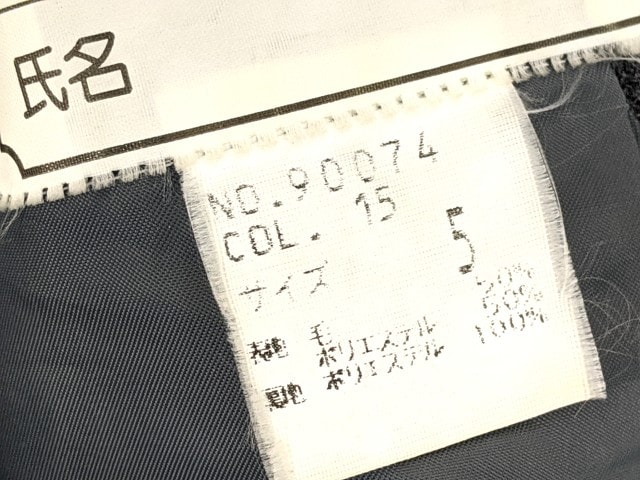 氏名
NO.90074
COL. 15
サイズ 5
表地 毛 50%
ポリエステル 50%
裏地 ポリエステル 100%